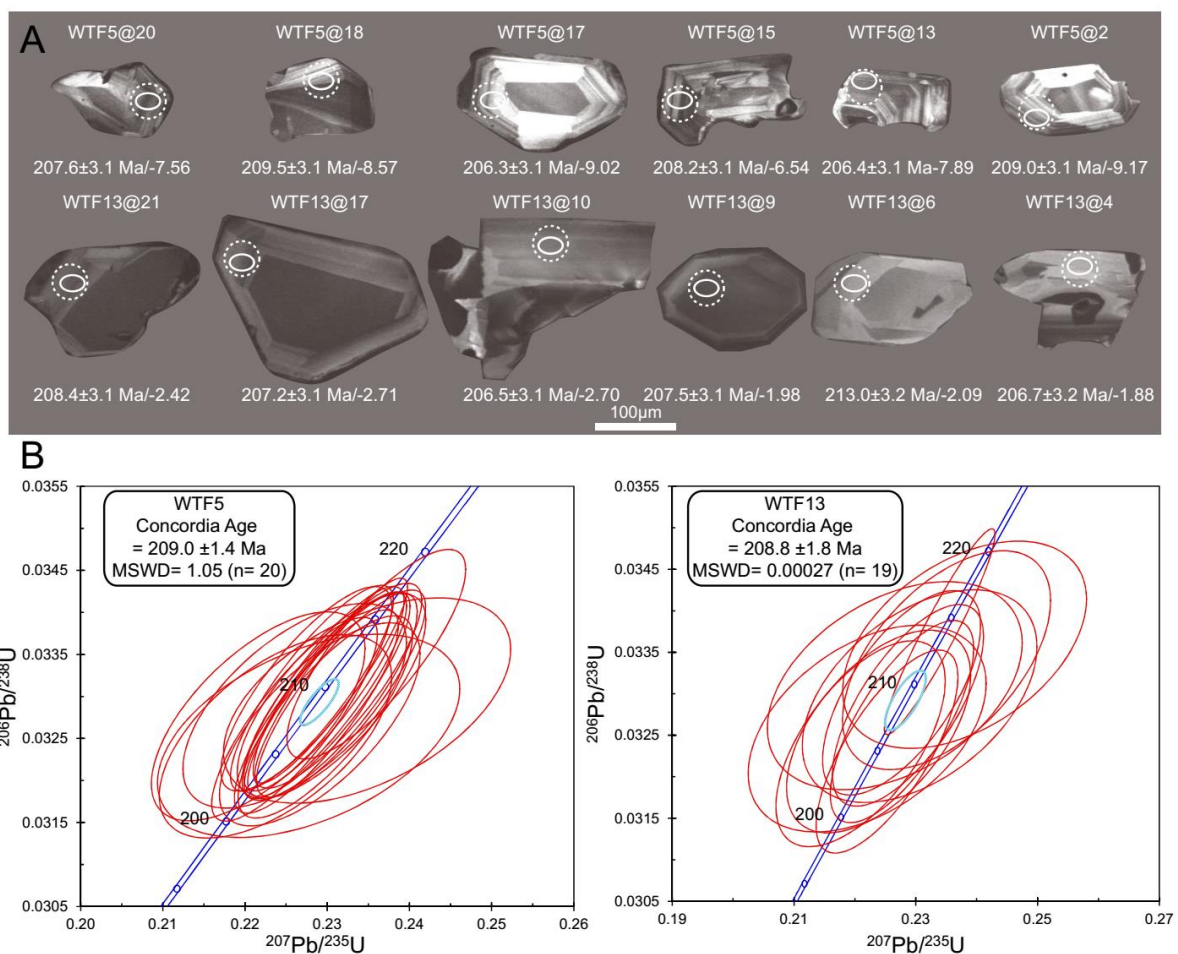 A
WTF5@20 WTF5@18 WTF5@17 WTF5@15 WTF5@13 WTF5@2
207.6±3.1 Ma/-7.56 209.5±3.1 Ma/-8.57 206.3±3.1 Ma/-9.02 208.2±3.1 Ma/-6.54 206.4±3.1 Ma-7.89 209.0±3.1 Ma/-9.17
WTF13@21 WTF13@17 WTF13@10 WTF13@9 WTF13@6 WTF13@4
208.4±3.1 Ma/-2.42 207.2±3.1 Ma/-2.71 206.5±3.1 Ma/-2.70 207.5±3.1 Ma/-1.98 213.0±3.2 Ma/-2.09 206.7±3.2 Ma/-1.88
100μm
B
WTF5
Concordia Age
= 209.0 ±1.4 Ma
MSWD= 1.05 (n= 20)
220
210
200
0.0355
0.0345
0.0335
0.0325
0.0315
0.0305
0.20 0.21 0.22 0.23 0.24 0.25 0.26
²⁰⁶Pb/²³⁸U
²⁰⁷Pb/²³⁵U
WTF13
Concordia Age
= 208.8 ±1.8 Ma
MSWD= 0.00027 (n= 19)
220
210
200
0.0355
0.0345
0.0335
0.0325
0.0315
0.0305
0.19 0.21 0.23 0.25 0.27
²⁰⁶Pb/²³⁸U
²⁰⁷Pb/²³⁵U